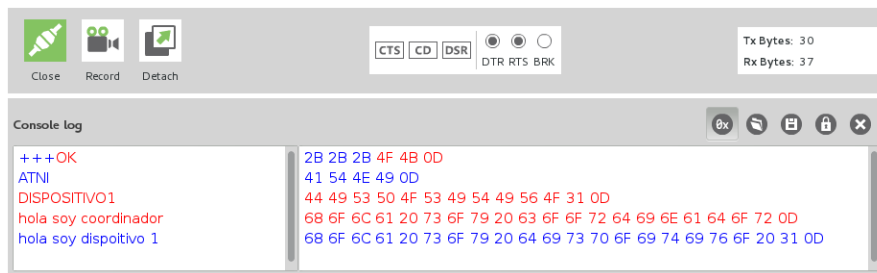 Close Record Detach
CTS CD DSR
DTR RTS BRK
Tx Bytes: 30
Rx Bytes: 37
Console log
0x
+++OK
ATNI
DISPOSITIVO1
hola soy coordinador
hola soy dispoitivo 1
2B 2B 2B 4F 4B 0D
41 54 4E 49 0D
44 49 53 50 4F 53 49 54 49 56 4F 31 0D
68 6F 6C 61 20 73 6F 79 20 63 6F 6F 72 64 69 6E 61 64 6F 72 0D
68 6F 6C 61 20 73 6F 79 20 64 69 73 70 6F 69 74 69 76 6F 20 31 0D